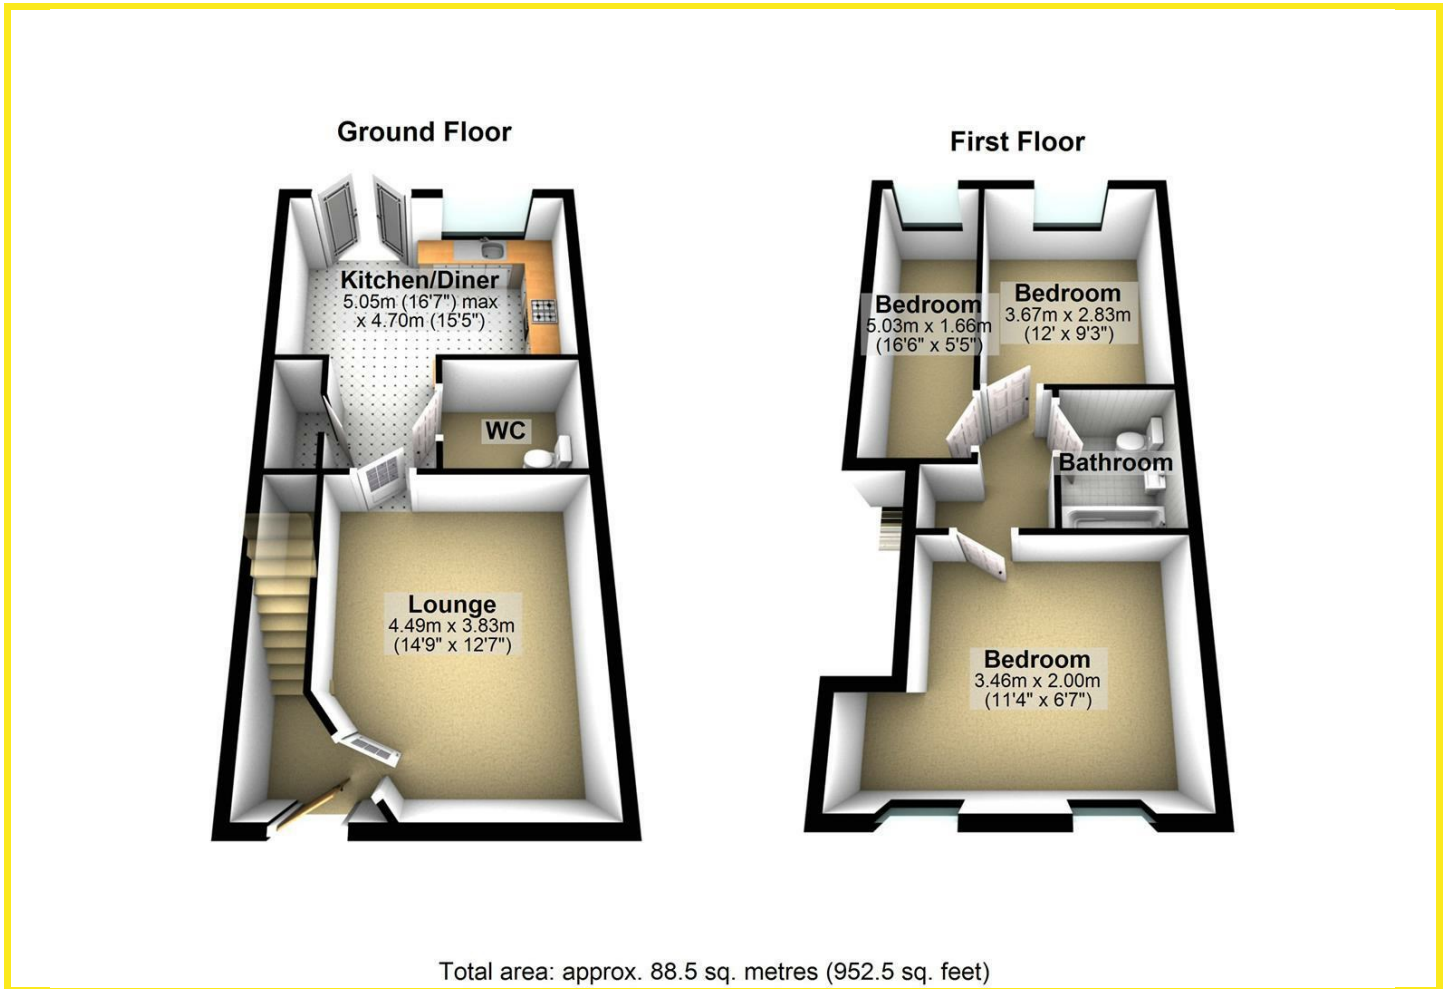 Ground Floor
Kitchen/Diner
5.05m (16'7") max
x 4.70m (15'5")
WC
Lounge
4.49m x 3.83m
(14'9" x 12'7")
First Floor
Bedroom
5.03m x 1.66m
(16'6" x 5'5")
Bedroom
3.67m x 2.83m
(12' x 9'3")
Bathroom
Bedroom
3.46m x 2.00m
(11'4" x 6'7")
Total area: approx. 88.5 sq. metres (952.5 sq. feet)